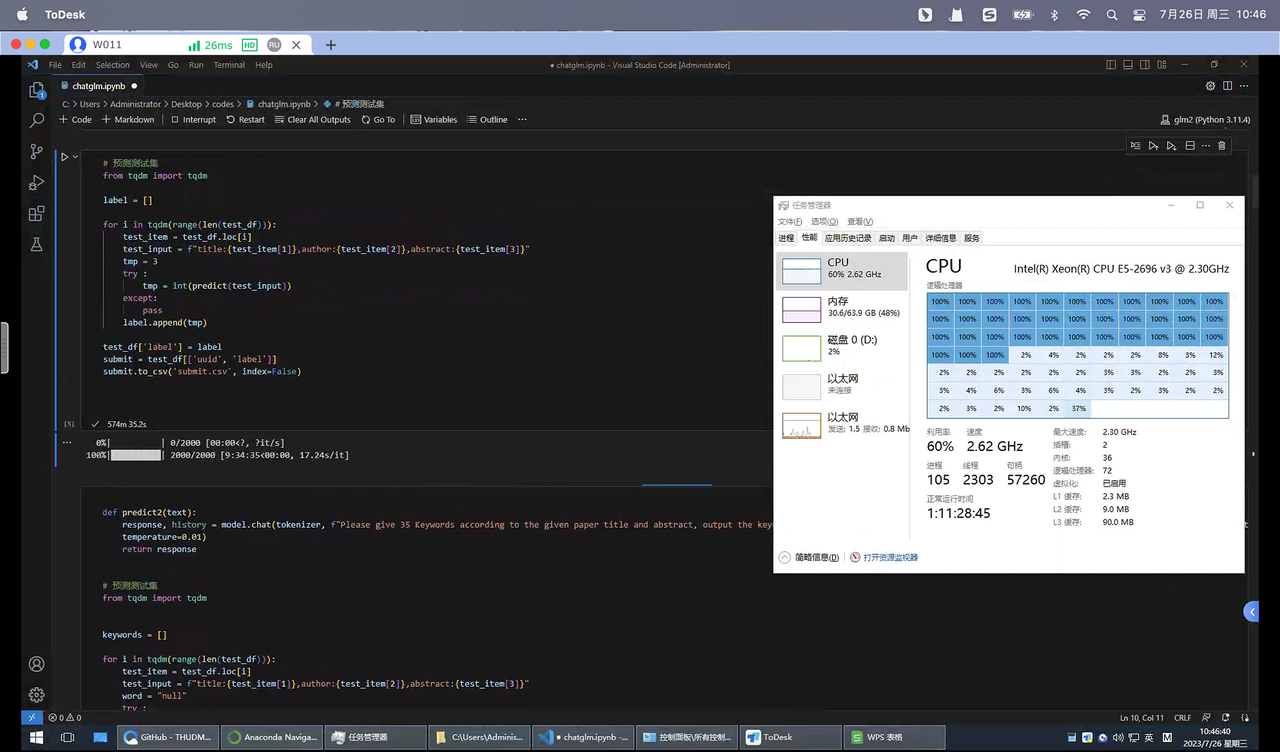 ToDesk
7月26日 周三 10:46
W011 26ms HD RU
File Edit Selection View Go Run Terminal Help
● chatglm.ipynb - Visual Studio Code [Administrator]
chatglm.ipynb ●
C: > Users > Administrator > Desktop > codes > chatglm.ipynb > # 预测测试集
+ Code + Markdown Interrupt Restart Clear All Outputs Go To Variables Outline ···
glm2 (Python 3.11.4)
# 预测测试集
from tqdm import tqdm
label = []
for i in tqdm(range(len(test_df))):
test_item = test_df.loc[i]
test_input = f"title:{test_item[1]},author:{test_item[2]},abstract:{test_item[3]}"
tmp = 3
try :
tmp = int(predict(test_input))
except:
pass
label.append(tmp)
test_df['label'] = label
submit = test_df[['uuid', 'label']]
submit.to_csv('submit.csv', index=False)
[5] ✓ 574m 35.2s
0%| | 0/2000 [00:00<?, ?it/s]
100%|██████████| 2000/2000 [9:34:35<00:00, 17.24s/it]
def predict2(text):
response, history = model.chat(tokenizer, f"Please give 35 Keywords according to the given paper title and abstract, output the key
temperature=0.01)
return response
# 预测测试集
from tqdm import tqdm
keywords = []
for i in tqdm(range(len(test_df))):
test_item = test_df.loc[i]
test_input = f"title:{test_item[1]},author:{test_item[2]},abstract:{test_item[3]}"
word = "null"
try :
任务管理器
文件(F) 选项(O) 查看(V)
进程 性能 应用历史记录 启动 用户 详细信息 服务
CPU
60% 2.62 GHz
内存
30.6/63.9 GB (48%)
磁盘 0 (D:)
2%
以太网
未连接
以太网
发送: 1.5 接收: 0.8 Mb
CPU Intel(R) Xeon(R) CPU E5-2696 v3 @ 2.30GHz
逻辑处理器
100% 100% 100% 100% 100% 100% 100% 100% 100% 100% 100%
100% 100% 100% 100% 100% 100% 100% 100% 100% 100% 100%
100% 100% 100% 100% 100% 100% 100% 100% 100% 100% 100%
100% 100% 100% 2% 4% 2% 2% 2% 8% 3% 12%
2% 2% 2% 2% 2% 2% 3% 3% 2% 2% 3%
3% 4% 6% 3% 6% 4% 3% 2% 3% 2% 2%
2% 3% 2% 10% 2% 37%
利用率 速度
60% 2.62 GHz
进程 线程 句柄
105 2303 57260
正常运行时间
1:11:28:45
最大速度: 2.30 GHz
插槽: 2
内核: 36
逻辑处理器: 72
虚拟化: 已启用
L1 缓存: 2.3 MB
L2 缓存: 9.0 MB
L3 缓存: 90.0 MB
简略信息(D) 打开资源监视器
0 0
Ln 10, Col 11 CRLF
GitHub - THUDM...
Anaconda Naviga...
任务管理器
C:\Users\Adminis...
● chatglm.ipynb -...
控制面板\所有控制...
ToDesk
WPS 表格
英 M
10:46:40
2023/7/26 星期三